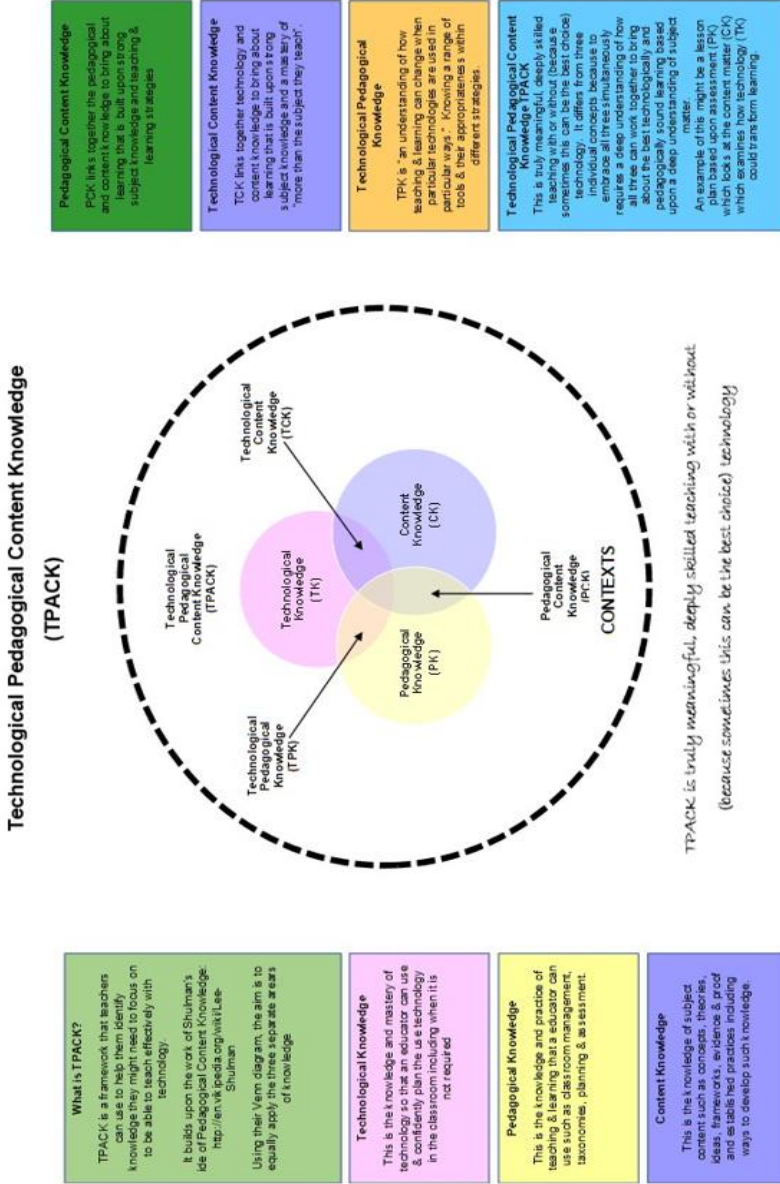 Technological Pedagogical Content Knowledge
(TPACK)
What is TPACK?
TPACK is a framework that teachers
can use to help them identify
knowledge they might need to focus on
to be able to teach effectively with
technology.
It builds upon the work of Shulman's
ide of Pedagogical Content Knowledge:
http://en.wikipedia.org/wiki/Lee-
Shulman
Using their Venn diagram, the aim is to
equally apply the three separate areas
of knowledge
Technological Knowledge
This is the knowledge and mastery of
technology so that an educator can use
& confidently plan the use technology
in the classroom including when it is
not required
Pedagogical Knowledge
This is the knowledge and practice of
teaching & learning that a educator can
use such as classroom management,
taxonomies, planning & assessment.
Content Knowledge
This is the knowledge of subject
content such as concepts, theories,
ideas, frameworks, evidence & proof
and established practices including
ways to develop such knowledge.
Technological
Pedagogical
Content Knowledge
(TPACK)
Technological
Pedagogical
Knowledge
(TPK)
Technological
Content
Knowledge
(TCK)
Technological
Knowledge
(TK)
Pedagogical
Knowledge
(PK)
Content
Knowledge
(CK)
Pedagogical
Content
Knowledge
(PCK)
CONTEXTS
TPACK is truly meaningful, deeply skilled teaching with or without
(because sometimes this can be the best choice) technology
Pedagogical Content Knowledge
PCK links together the pedagogical
and content knowledge to bring about
learning that is built upon strong
subject knowledge and teaching &
learning strategies
Technological Content Knowledge
TCK links together technology and
content knowledge to bring about
learning that is built upon strong
subject knowledge and a mastery of
"more than the subject they teach".
Technological Pedagogical
Knowledge
TPK is "an understanding of how
teaching & learning can change when
particular technologies are used in
particular ways." Knowing a range of
tools & their appropriateness within
different strategies.
Technological Pedagogical Content
Knowledge TPACK
This is truly meaningful, deeply skilled
teaching with or without (because
sometimes this can be the best choice)
technology. It differs from three
individual concepts because to
embrace all three simultaneously
requires a deep understanding of how
all three can work together to bring
about the best technologically and
pedagogically sound learning based
upon a deep understanding of subject
matter.
An example of this might be a lesson
plan based upon assessment (PK)
which looks at the content matter (CK)
which examines how technology (TK)
could transform learning.